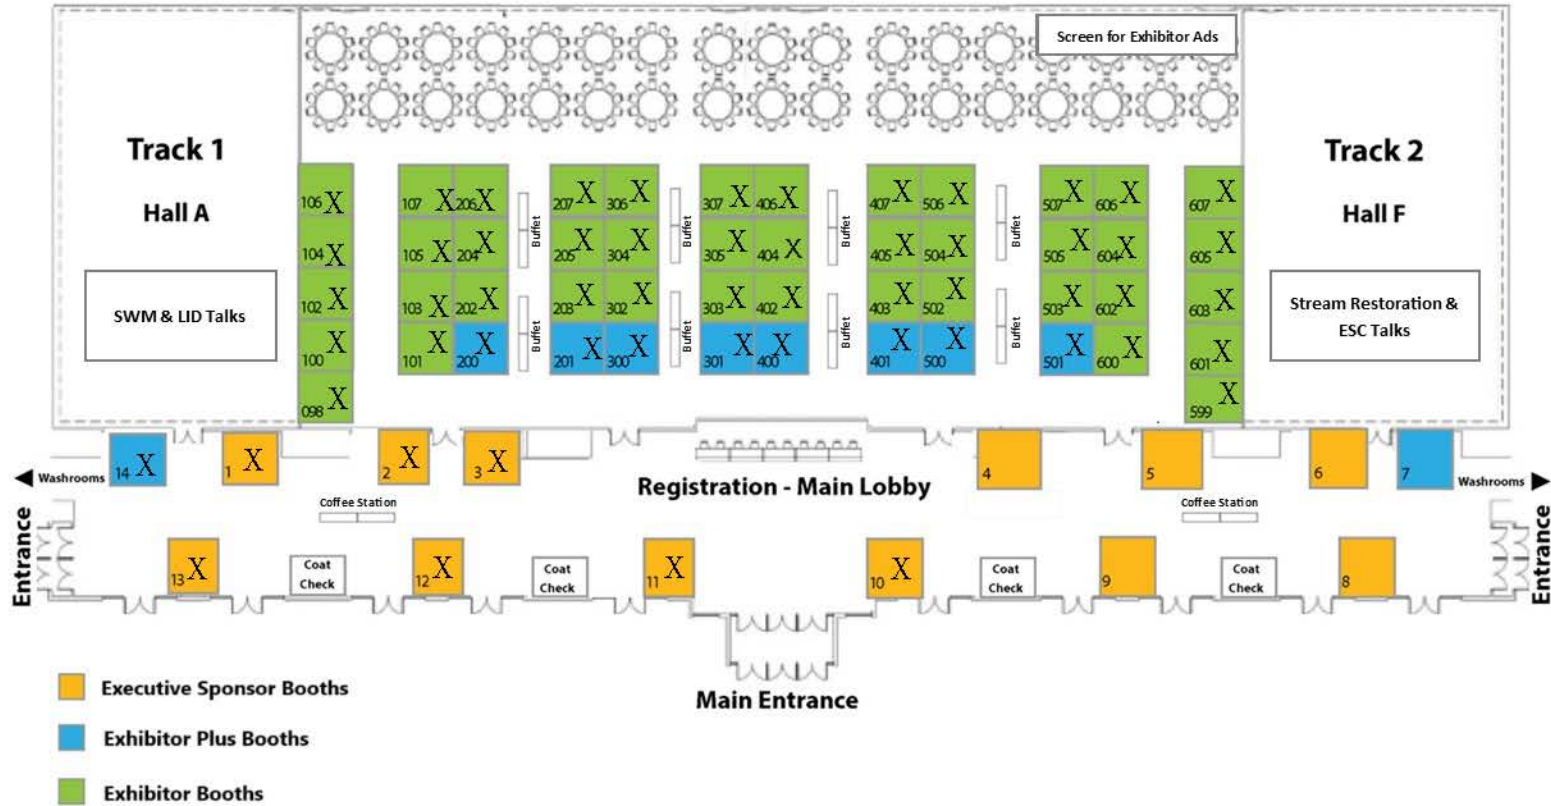 Screen for Exhibitor Ads
Track 1
Hall A
SWM & LID Talks
Track 2
Hall F
Stream Restoration &
ESC Talks
106 X
107 X 206 X
207 X 306 X
307 X 406 X
407 X 506 X
507 X 606 X
607 X
104 X
105 X 204 X
205 X 304 X
305 X 404 X
405 X 504 X
505 X 604 X
605 X
102 X
103 X 202 X
203 X 302 X
303 X 402 X
403 X 502 X
503 X 602 X
603 X
100 X
101 X 200 X
201 X 300 X
301 X 400 X
401 X 500 X
501 X 600 X
601 X
098 X
599 X
Buffet
Buffet
Buffet
Buffet
Buffet
Buffet
Buffet
Buffet
14 X
1 X
2 X
3 X
4
5
6
7
Washrooms
Registration - Main Lobby
Washrooms
Coffee Station
Coffee Station
Entrance
Entrance
13 X
Coat
Check
12 X
Coat
Check
11 X
10 X
Coat
Check
9
Coat
Check
8
Main Entrance
Executive Sponsor Booths
Exhibitor Plus Booths
Exhibitor Booths